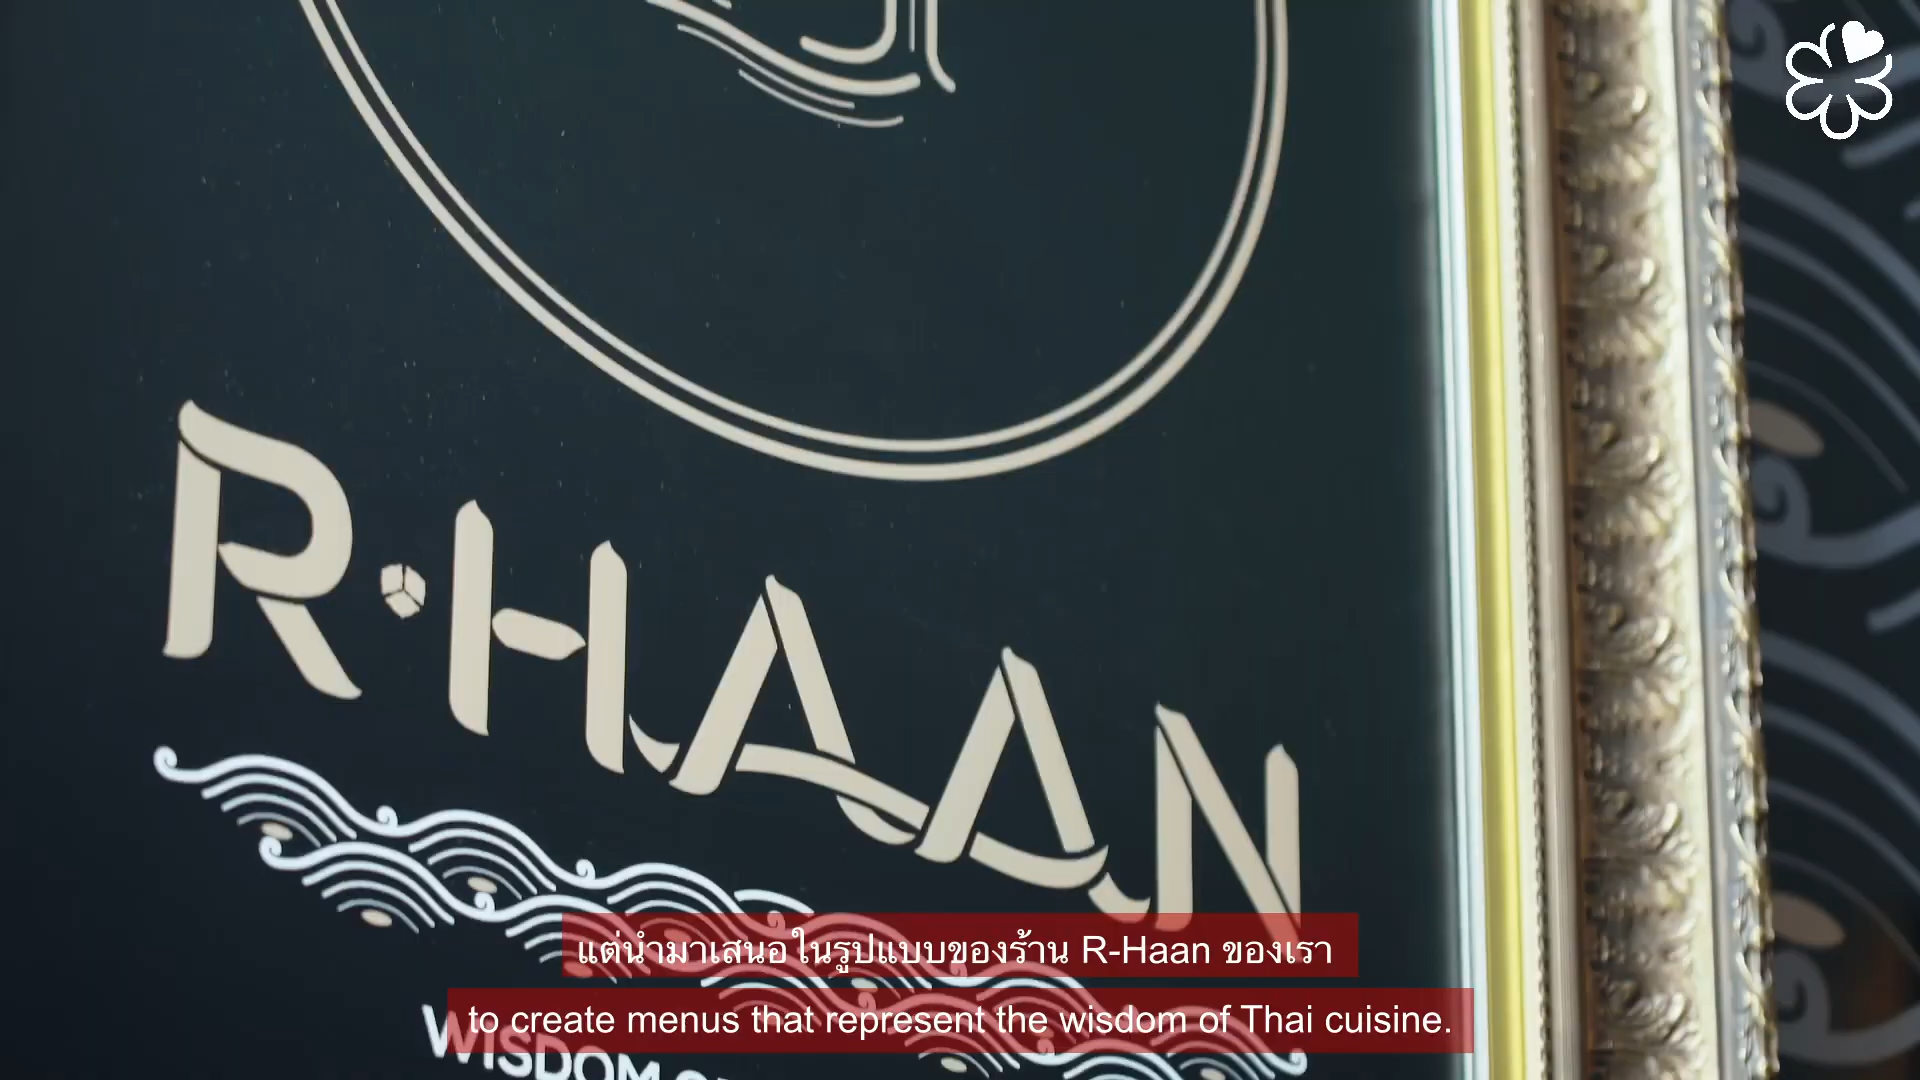 R·HAAN
แต่นำมาเสนอในรูปแบบของร้าน R-Haan ของเรา
to create menus that represent the wisdom of Thai cuisine.
WISDOM